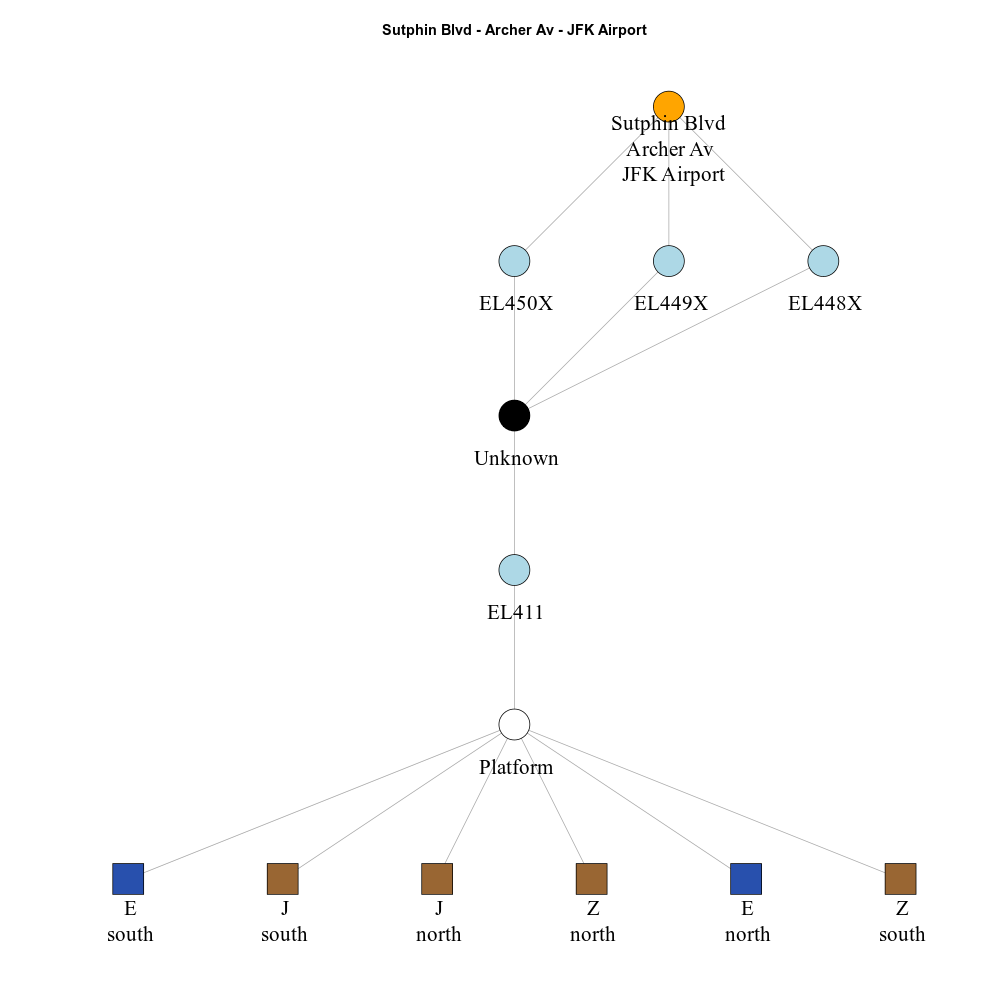 Sutphin Blvd - Archer Av - JFK Airport
Sutphin Blvd
Archer Av
JFK Airport
EL450X
EL449X
EL448X
Unknown
EL411
Platform
E
south
J
south
J
north
Z
north
E
north
Z
south